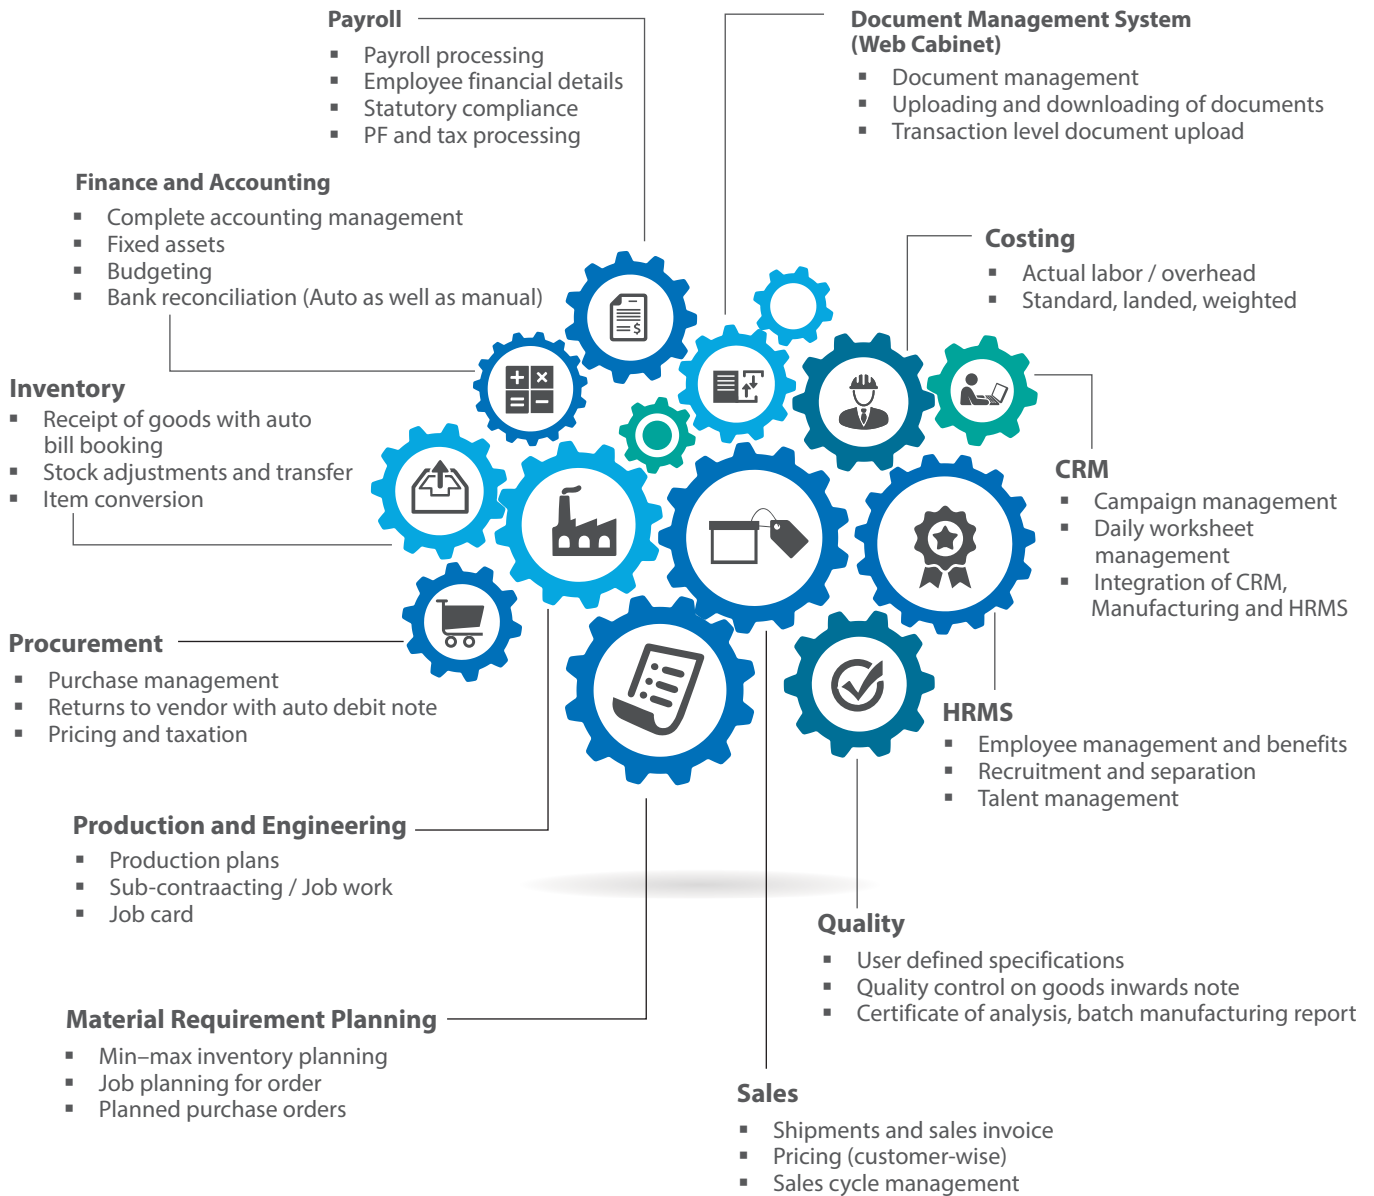 Payroll
▪ Payroll processing
▪ Employee financial details
▪ Statutory compliance
▪ PF and tax processing
Document Management System
(Web Cabinet)
▪ Document management
▪ Uploading and downloading of documents
▪ Transaction level document upload
Finance and Accounting
▪ Complete accounting management
▪ Fixed assets
▪ Budgeting
▪ Bank reconciliation (Auto as well as manual)
Costing
▪ Actual labor / overhead
▪ Standard, landed, weighted
Inventory
▪ Receipt of goods with auto
bill booking
▪ Stock adjustments and transfer
▪ Item conversion
CRM
▪ Campaign management
▪ Daily worksheet
management
▪ Integration of CRM,
Manufacturing and HRMS
Procurement
▪ Purchase management
▪ Returns to vendor with auto debit note
▪ Pricing and taxation
HRMS
▪ Employee management and benefits
▪ Recruitment and separation
▪ Talent management
Production and Engineering
▪ Production plans
▪ Sub-contraacting / Job work
▪ Job card
Quality
▪ User defined specifications
▪ Quality control on goods inwards note
▪ Certificate of analysis, batch manufacturing report
Material Requirement Planning
▪ Min–max inventory planning
▪ Job planning for order
▪ Planned purchase orders
Sales
▪ Shipments and sales invoice
▪ Pricing (customer-wise)
▪ Sales cycle management